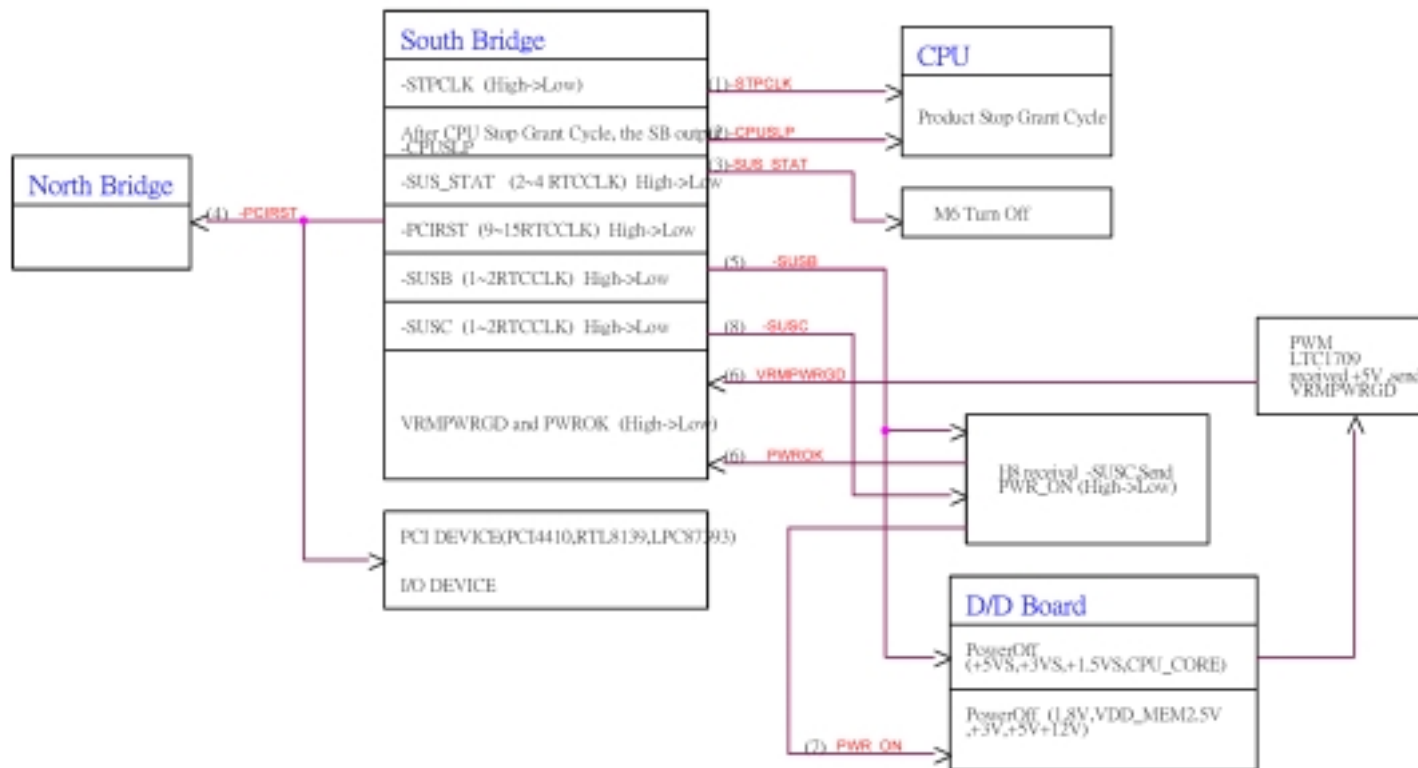 South Bridge
-STPCLK (High->Low)
After CPU Stop Grant Cycle, the SB output
-CPUSLP
-SUS_STAT (2~4 RTCCLK) High->Low
-PCIRST (9~15RTCCLK) High->Low
-SUSB (1~2RTCCLK) High->Low
-SUSC (1~2RTCCLK) High->Low
VRMPWRGD and PWROK (High->Low)
CPU
Product Stop Grant Cycle
(1)-STPCLK
-CPUSLP
(3)-SUS_STAT
M6 Turn Off
North Bridge
(4) -PCIRST
(5) -SUSB
(8) -SUSC
(6) VRMPWRGD
(6) PWROK
PWM
LTC1709
received +5V ,send
VRMPWRGD
H8 receival -SUSC,Send
PWR_ON (High->Low)
PCI DEVICE(PCI4410,RTL8139,
I/O DEVICE
D/D Board
PowerOff
(+5VS,+3VS,+1.5VS,CPU_CORE)
PowerOff (1.8V,VDD_MEM2.5V
,+3V,+5V+12V)
(7) PWR_ON